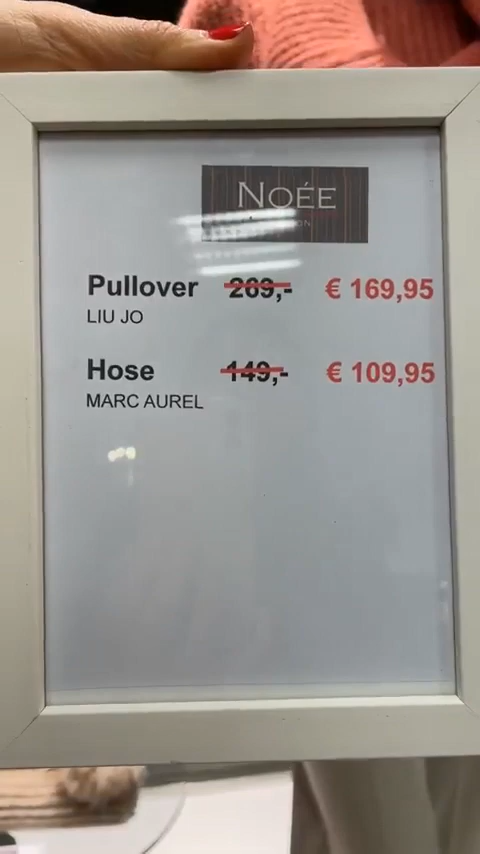 NOÉE
Pullover 269,- € 169,95
LIU JO
Hose 149,- € 109,95
MARC AUREL